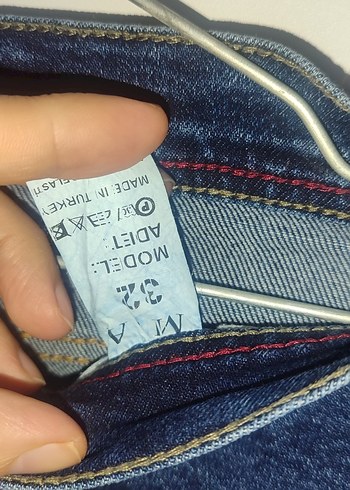 M A
32
MODEL:
ADIET:
MADE IN TURKEY